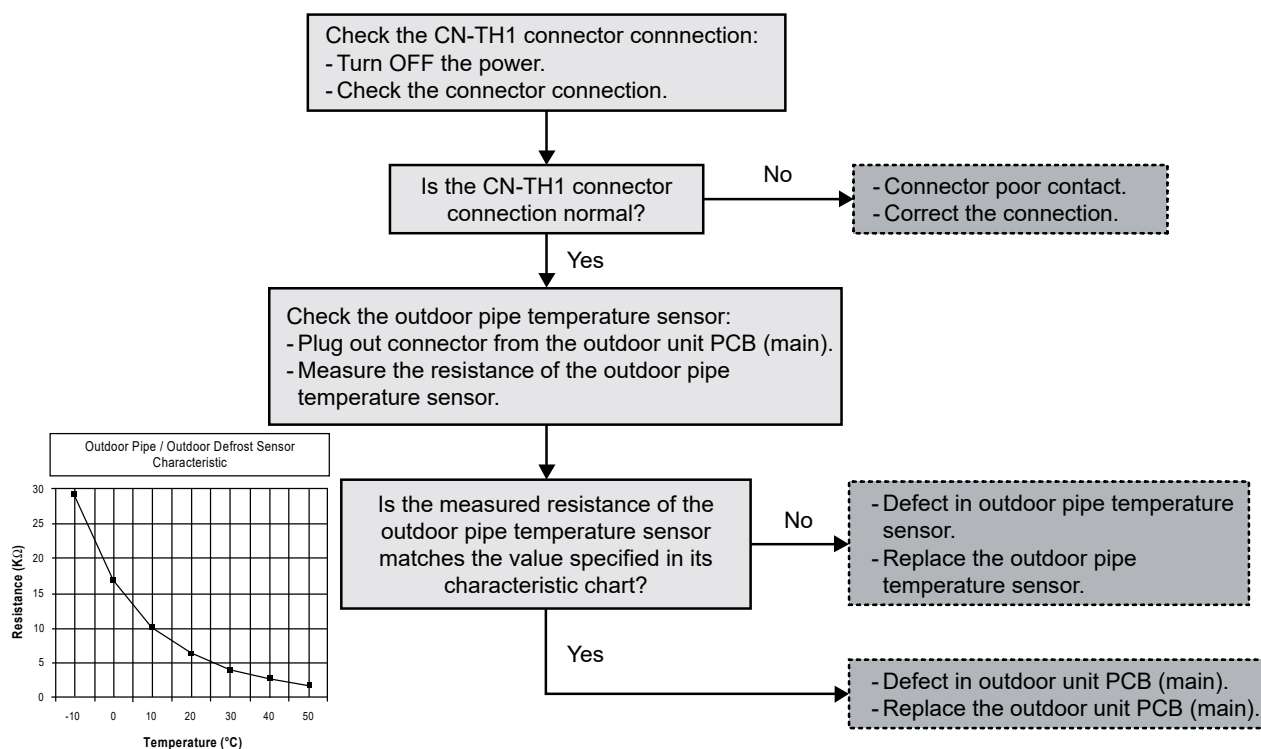 Check the CN-TH1 connector connnection:
- Turn OFF the power.
- Check the connector connection.
Is the CN-TH1 connector
connection normal?
No
- Connector poor contact.
- Correct the connection.
Yes
Check the outdoor pipe temperature sensor:
- Plug out connector from the outdoor unit PCB (main).
- Measure the resistance of the outdoor pipe
temperature sensor.
Outdoor Pipe / Outdoor Defrost Sensor
Characteristic
30
25
20
15
10
5
0
Resistance (KΩ)
-10 0 10 20 30 40 50
Temperature (°C)
Is the measured resistance of the
outdoor pipe temperature sensor
matches the value specified in its
characteristic chart?
No
- Defect in outdoor pipe temperature
sensor.
- Replace the outdoor pipe
temperature sensor.
Yes
- Defect in outdoor unit PCB (main).
- Replace the outdoor unit PCB (main).